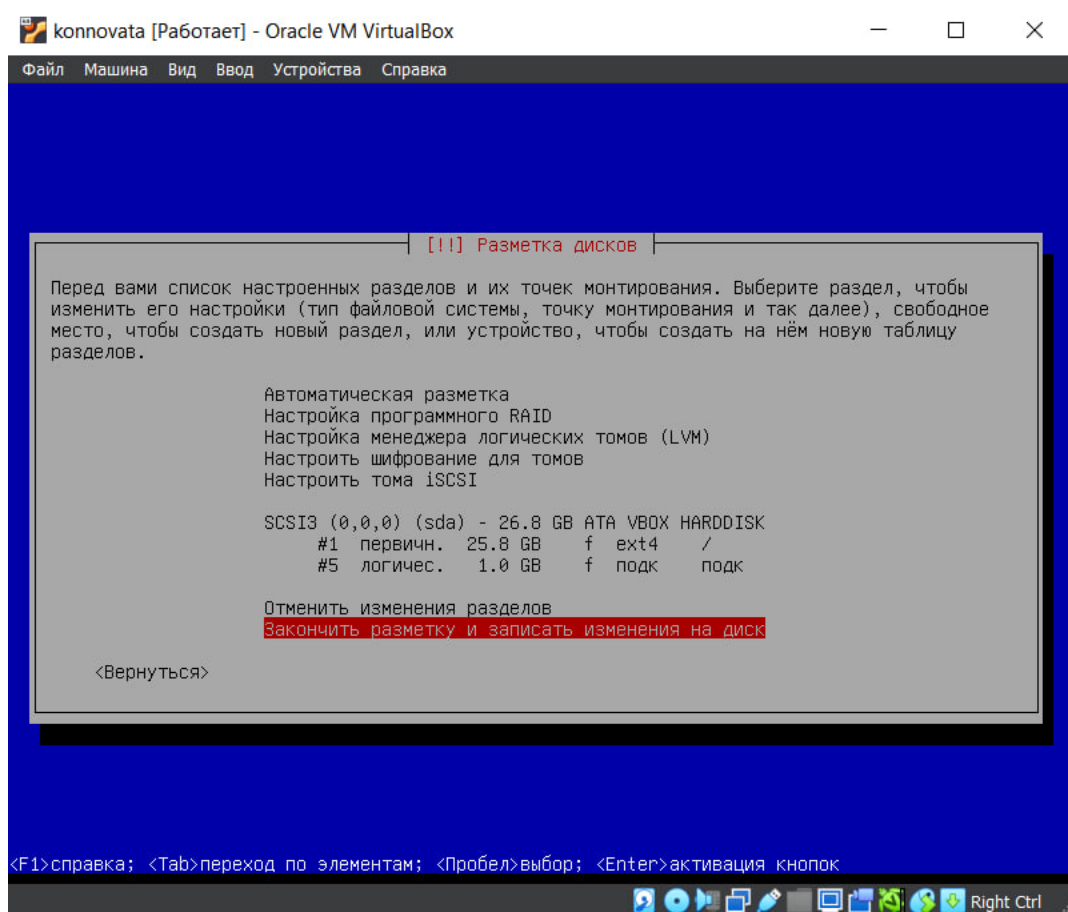 konnovata [Работает] - Oracle VM VirtualBox
Файл Машина Вид Ввод Устройства Справка
[!!] Разметка дисков
Перед вами список настроенных разделов и их точек монтирования. Выберите раздел, чтобы
изменить его настройки (тип файловой системы, точку монтирования и так далее), свободное
место, чтобы создать новый раздел, или устройство, чтобы создать на нём новую таблицу
разделов.
Автоматическая разметка
Настройка программного RAID
Настройка менеджера логических томов (LVM)
Настроить шифрование для томов
Настроить тома iSCSI
SCSI3 (0,0,0) (sda) - 26.8 GB ATA VBOX HARDDISK
#1 первичн. 25.8 GB f ext4 /
#5 логичес. 1.0 GB f подк подк
Отменить изменения разделов
Закончить разметку и записать изменения на диск
<Вернуться>
<F1>справка; <Tab>переход по элементам; <Пробел>выбор; <Enter>активация кнопок
Right Ctrl